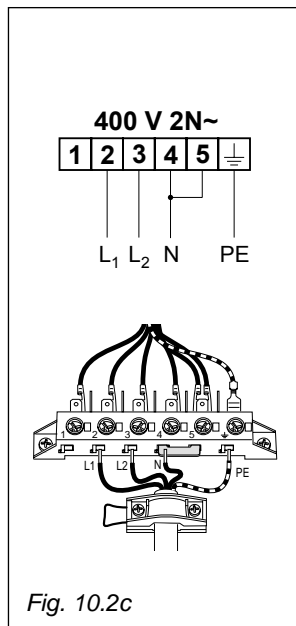 400 V 2N~
1 2 3 4 5
L₁ L₂ N PE
1 2 3 4 5
L1 L2 N PE
Fig. 10.2c